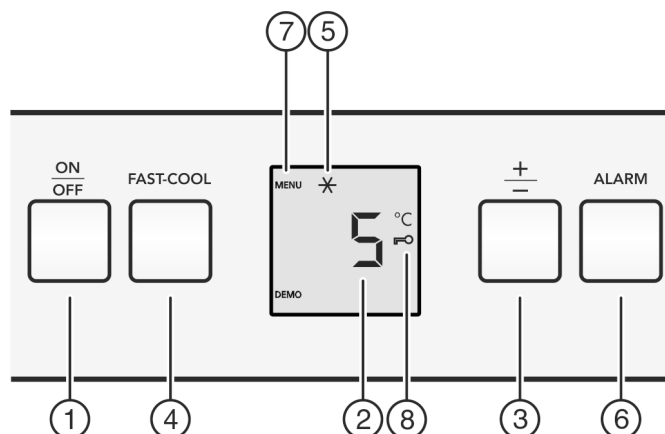 7 5
ON
OFF
FAST-COOL
MENU
5 °C
DEMO
+
−
ALARM
1 4 2 8 3 6